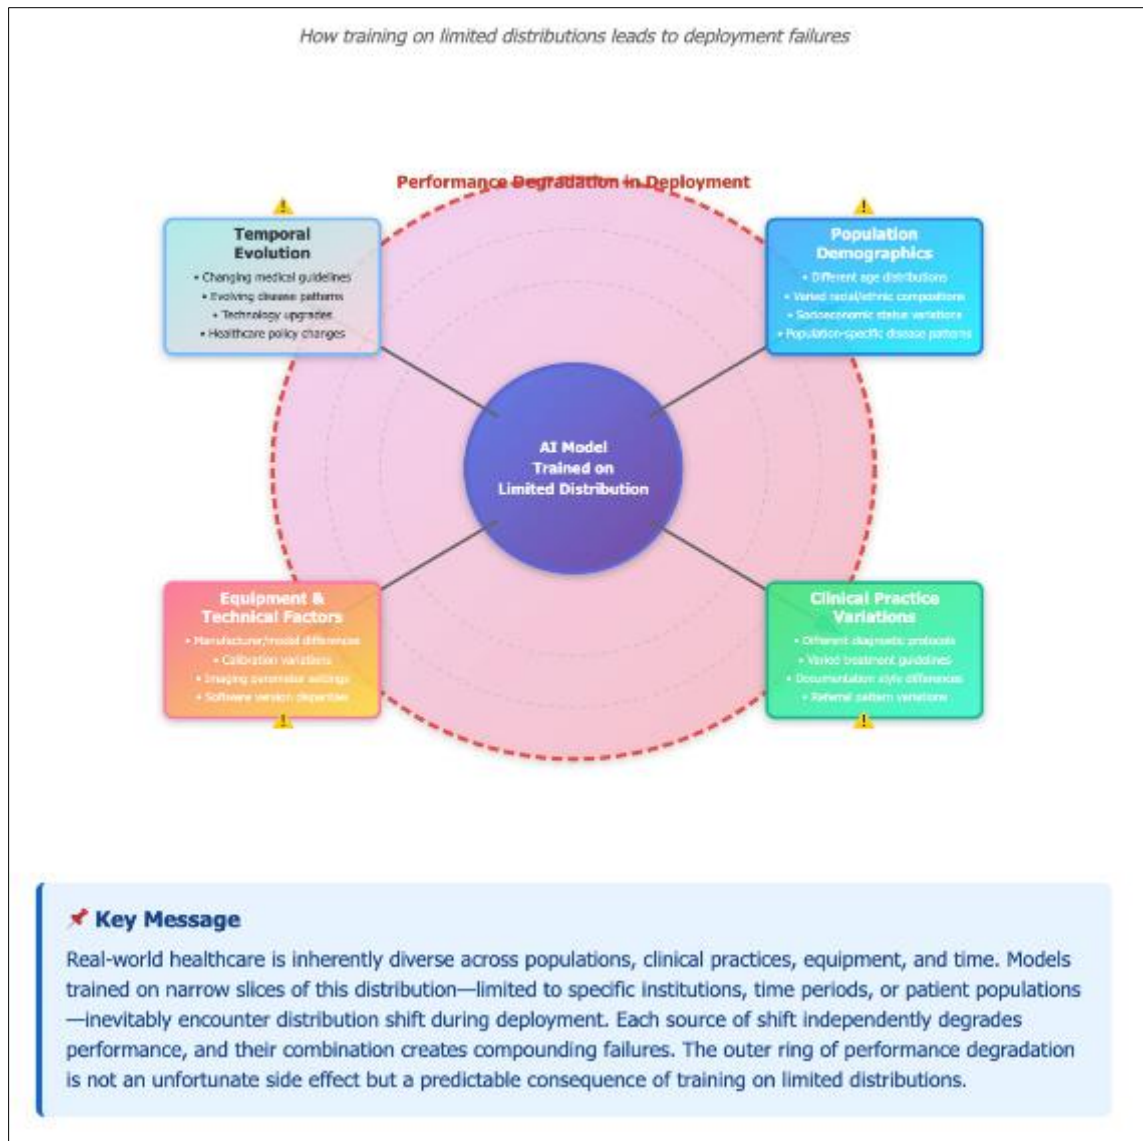 How training on limited distributions leads to deployment failures
Performance Degradation in Deployment
Temporal
Evolution
• Changing medical guidelines
• Evolving disease patterns
• Technology upgrades
• Healthcare policy changes
Population
Demographics
• Different age distributions
• Varied racial/ethnic compositions
• Socioeconomic status variations
• Population-specific disease patterns
AI Model
Trained on
Limited Distribution
Equipment &
Technical Factors
• Manufacturer/model differences
• Calibration variations
• Imaging parameter settings
• Software version disparities
Clinical Practice
Variations
• Different diagnostic protocols
• Varied treatment guidelines
• Documentation style differences
• Referral pattern variations
Key Message
Real-world healthcare is inherently diverse across populations, clinical practices, equipment, and time. Models
trained on narrow slices of this distribution—limited to specific institutions, time periods, or patient populations
—inevitably encounter distribution shift during deployment. Each source of shift independently degrades
performance, and their combination creates compounding failures. The outer ring of performance degradation
is not an unfortunate side effect but a predictable consequence of training on limited distributions.